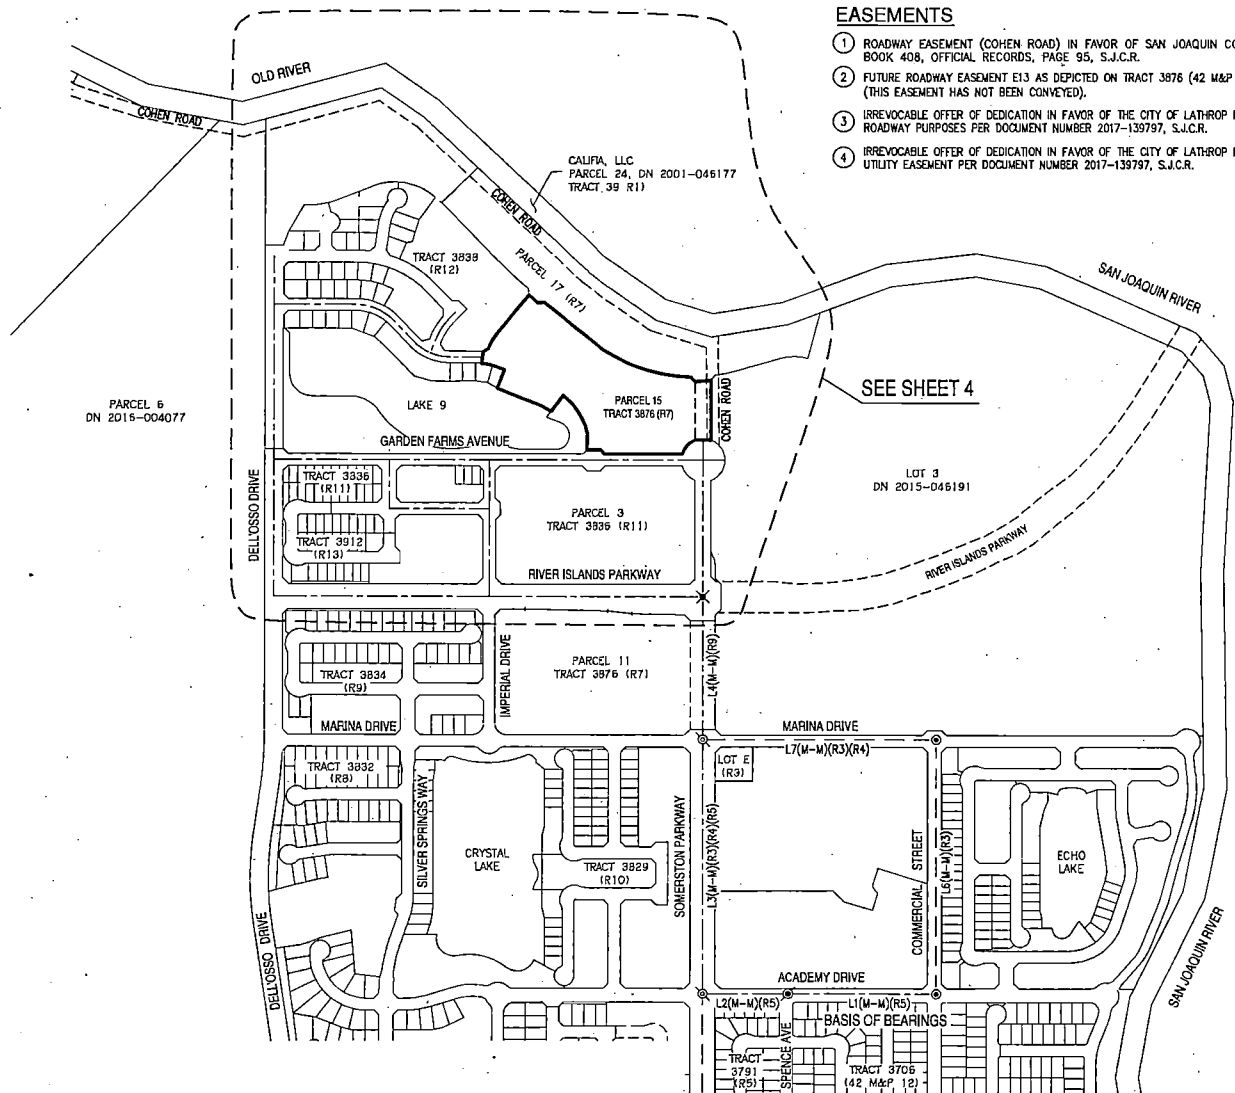 EASEMENTS
1 ROADWAY EASEMENT (COHEN ROAD) IN FAVOR OF SAN JOAQUIN CO
BOOK 408, OFFICIAL RECORDS, PAGE 95, S.J.C.R.
2 FUTURE ROADWAY EASEMENT E13 AS DEPICTED ON TRACT 3876 (42 M&P
(THIS EASEMENT HAS NOT BEEN CONVEYED).
3 IRREVOCABLE OFFER OF DEDICATION IN FAVOR OF THE CITY OF LATHROP
ROADWAY PURPOSES PER DOCUMENT NUMBER 2017-139797, S.J.C.R.
4 IRREVOCABLE OFFER OF DEDICATION IN FAVOR OF THE CITY OF LATHROP
UTILITY EASEMENT PER DOCUMENT NUMBER 2017-139797, S.J.C.R.
OLD RIVER
COHEN ROAD
CALIFIA, LLC
PARCEL 24, DN 2001-046177
TRACT 39 R1)
COHEN ROAD
PARCEL 17 (R7)
TRACT 3838
(R12)
SAN JOAQUIN RIVER
SEE SHEET 4
PARCEL 6
DN 2015-004077
LAKE 9
PARCEL 15
TRACT 3876 (R7)
COHEN ROAD
GARDEN FARMS AVENUE
LOT 3
DN 2015-046191
DELL'OSSO DRIVE
TRACT 3836
(R11)
PARCEL 3
TRACT 3836 (R11)
TRACT 3912
(R13)
RIVER ISLANDS PARKWAY
RIVER ISLANDS PARKWAY
TRACT 3834
(R9)
IMPERIAL DRIVE
PARCEL 11
TRACT 3876 (R7)
L4(M-M)(R9)
MARINA DRIVE
MARINA DRIVE
L7(M-M)(R3)(R4)
TRACT 3832
(R8)
LOT E
(R3)
SILVER SPRINGS WAY
CRYSTAL
LAKE
TRACT 3829
(R10)
SOMERSTON PARKWAY
L3(M-M)(R3)(R4)(R5)
COMMERCIAL STREET
L6(M-M)(R3)
ECHO
LAKE
DELL'OSSO DRIVE
ACADEMY DRIVE
SAN JOAQUIN RIVER
L2(M-M)(R5)
L1(M-M)(R5)
BASIS OF BEARINGS
SPENCE AVE
TRACT
3791
(R5)
TRACT 3706
(42 M&P 12)